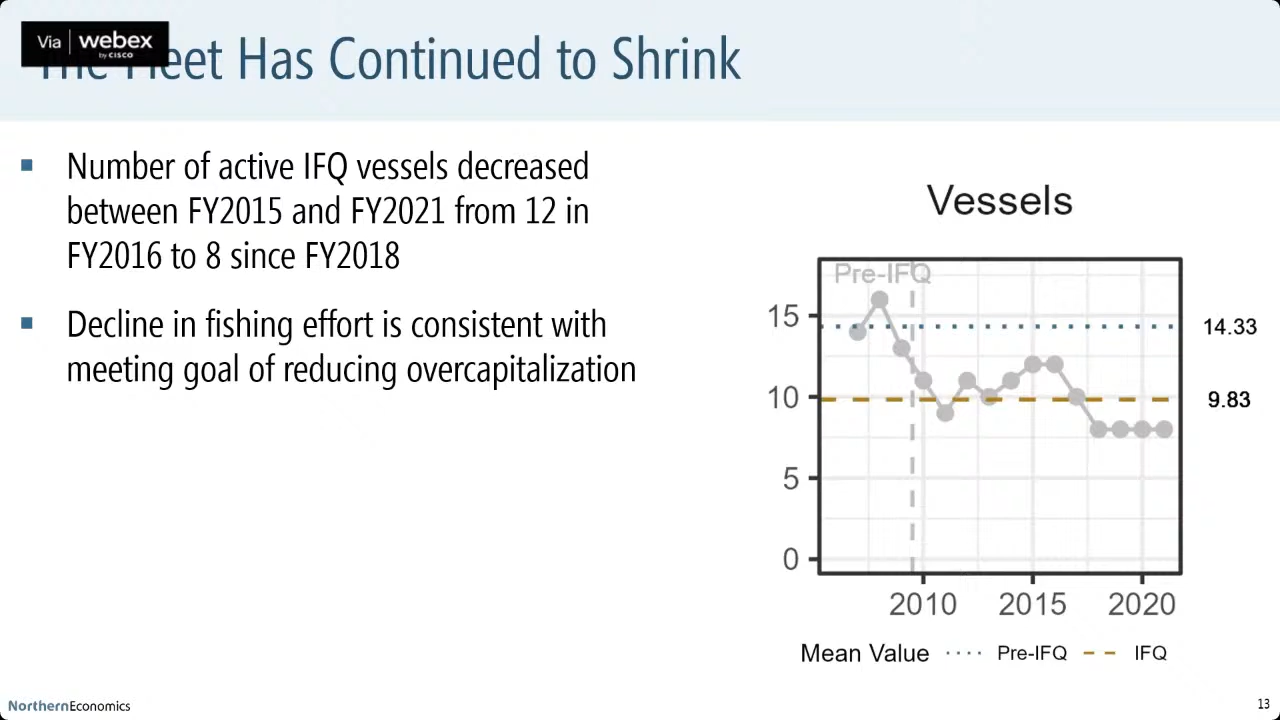 Via webex
by CISCO
Fleet Has Continued to Shrink
Number of active IFQ vessels decreased
between FY2015 and FY2021 from 12 in
FY2016 to 8 since FY2018
Decline in fishing effort is consistent with
meeting goal of reducing overcapitalization
Vessels
Pre-IFQ
15
10
5
0
14.33
9.83
2010 2015 2020
Mean Value Pre-IFQ IFQ
NorthernEconomics
13